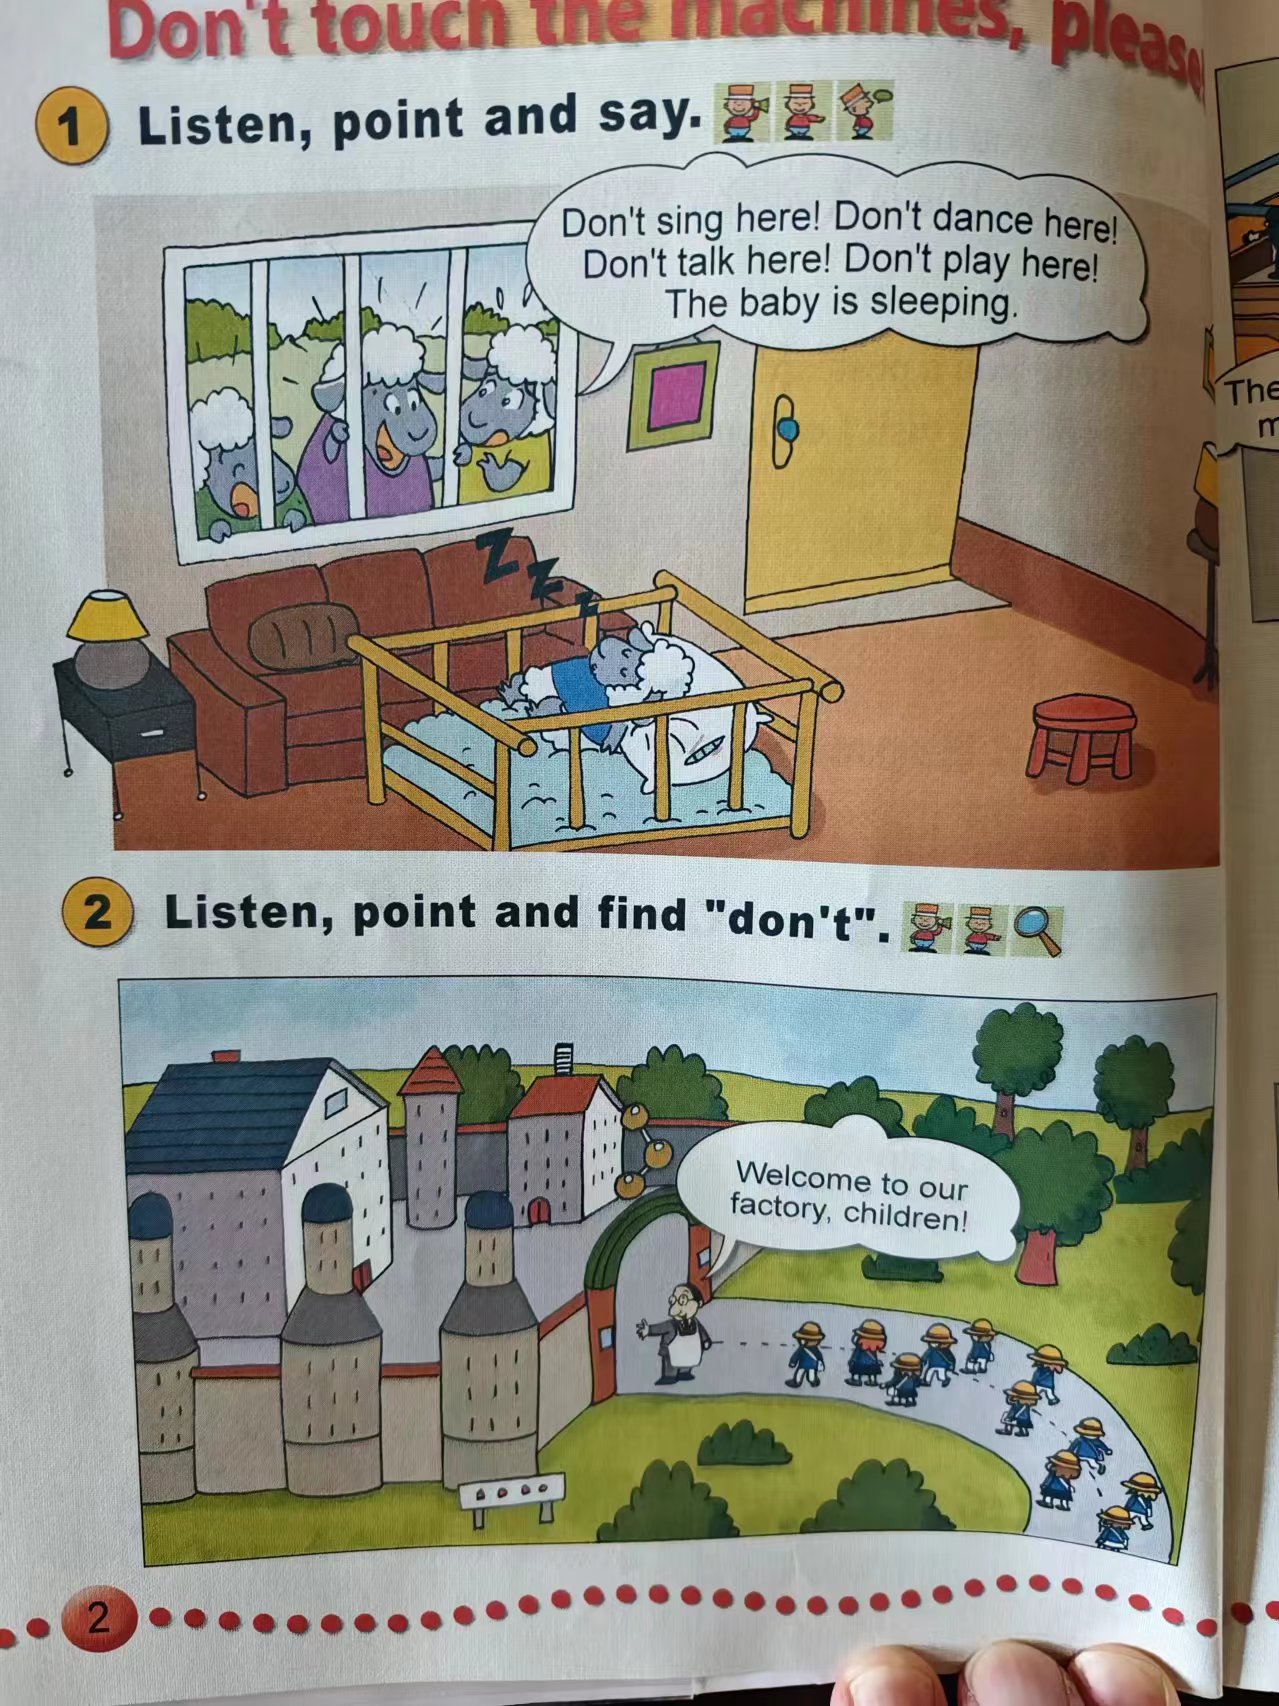 Don't touch the machines, please
1 Listen, point and say.
Don't sing here! Don't dance here!
Don't talk here! Don't play here!
The baby is sleeping.
Z Z Z
The
2 Listen, point and find "don't".
Welcome to our
factory, children!
2